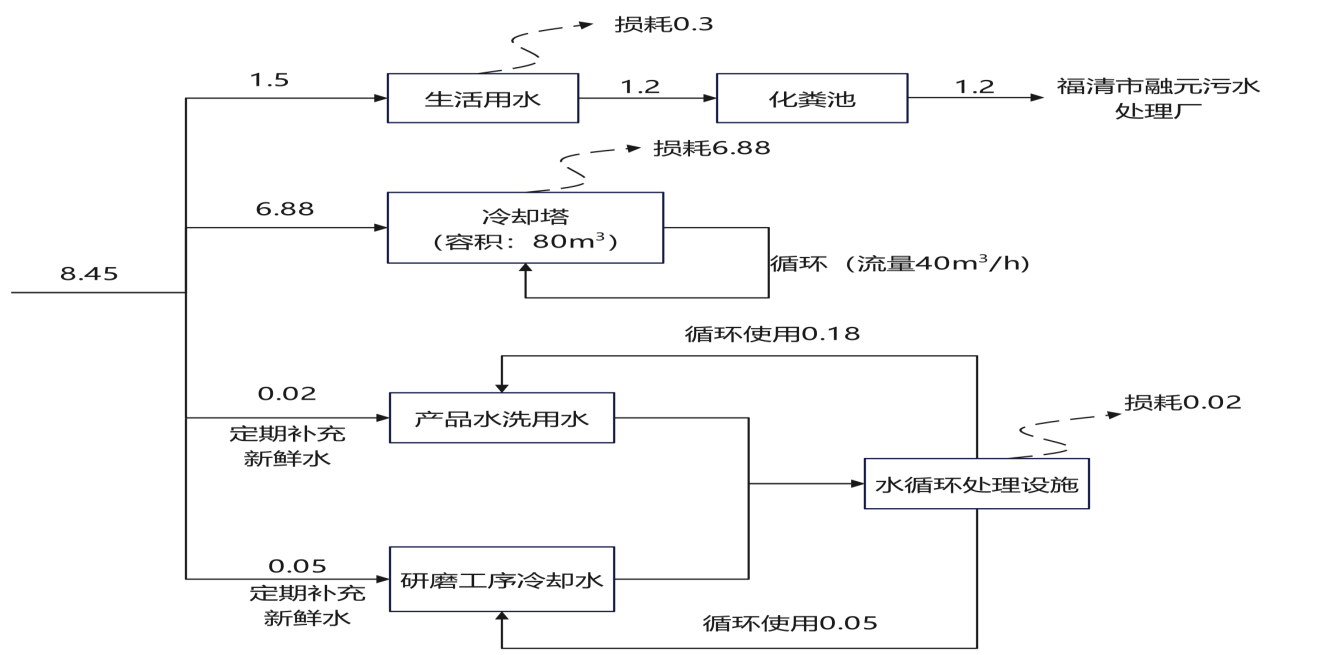 损耗0.3
1.5
生活用水
1.2
化粪池
1.2
福清市融元污水
处理厂
损耗6.88
6.88
冷却塔
(容积：80m³)
循环（流量40m³/h)
8.45
循环使用0.18
0.02
定期补充
新鲜水
产品水洗用水
损耗0.02
水循环处理设施
0.05
定期补充
新鲜水
研磨工序冷却水
循环使用0.05